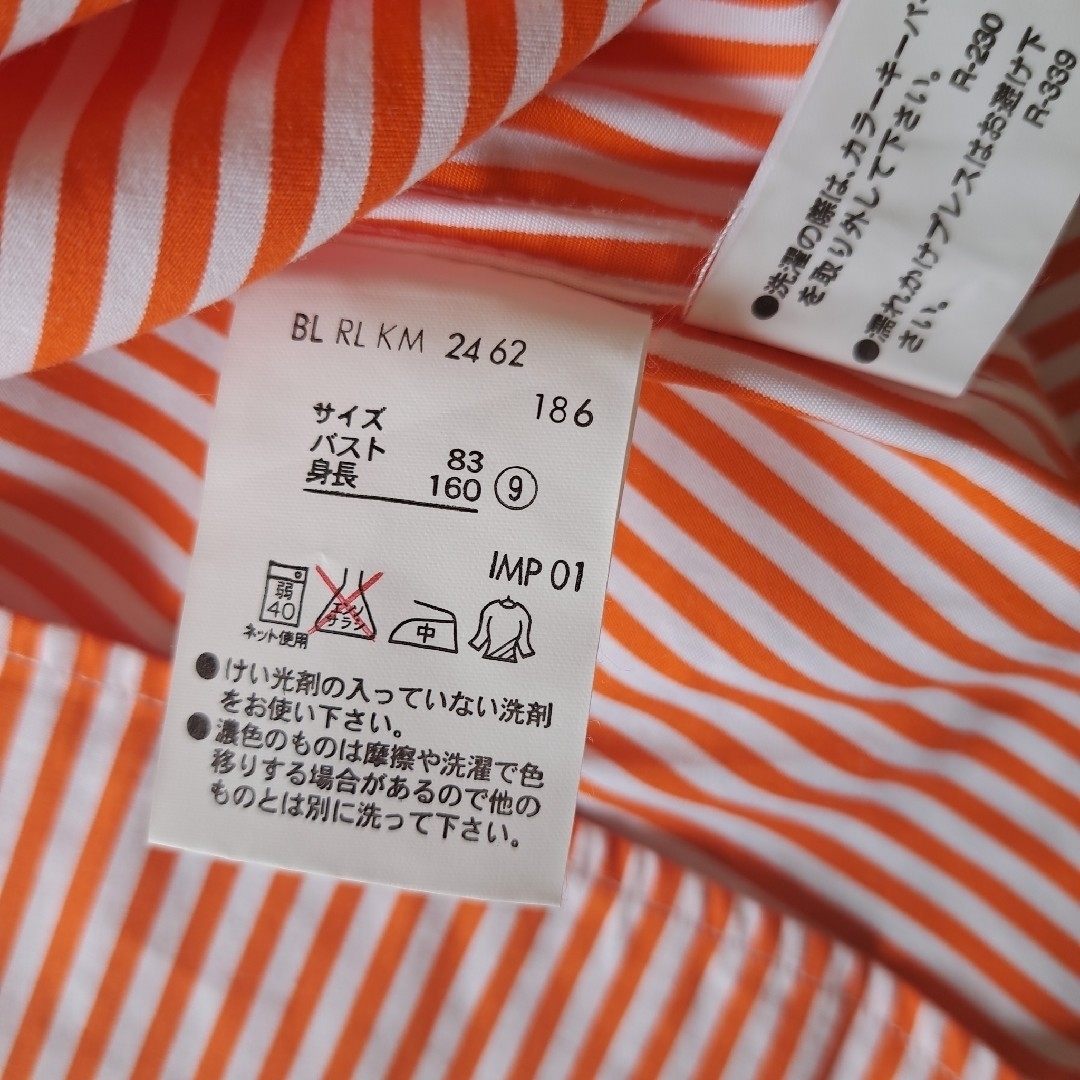 BL RL KM 24 62
186
サイズ
バスト 83
身長 160 ⑨
IMP 01
弱
40
ネット使用
エンソ
サラシ
中
●けい光剤の入っていない洗剤
をお使い下さい。
●濃色のものは摩擦や洗濯で色
移りする場合があるので他の
ものとは別に洗って下さい。
●洗濯の際は、カラーキーパー
を取り外して下さい。
R-230
●濡れかけプレスはお避け下
さい。
R-339